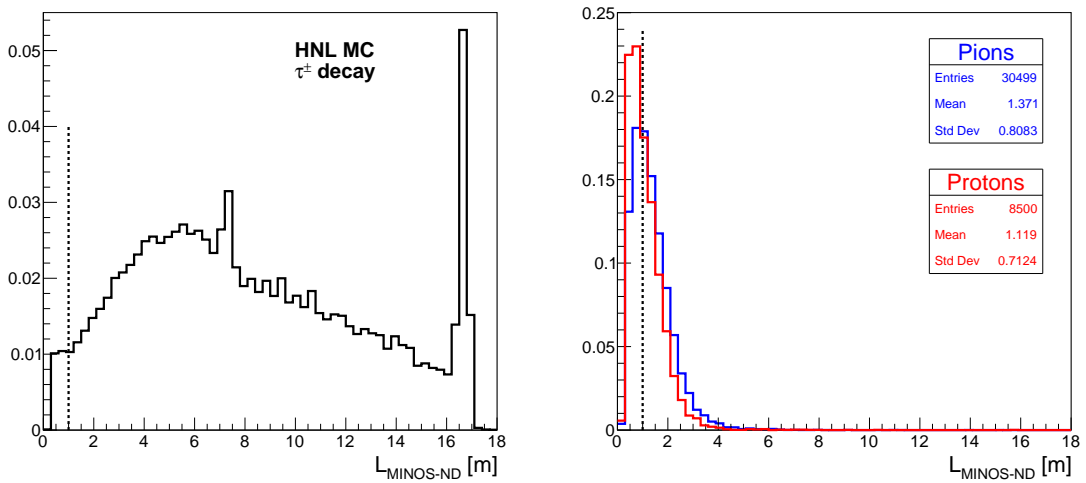 0.05
0.04
0.03
0.02
0.01
0
0 2 4 6 8 10 12 14 16 18
L_MINOS-ND [m]
HNL MC
τ± decay
0.25
0.2
0.15
0.1
0.05
0
0 2 4 6 8 10 12 14 16 18
L_MINOS-ND [m]
Pions
Entries 30499
Mean 1.371
Std Dev 0.8083
Protons
Entries 8500
Mean 1.119
Std Dev 0.7124